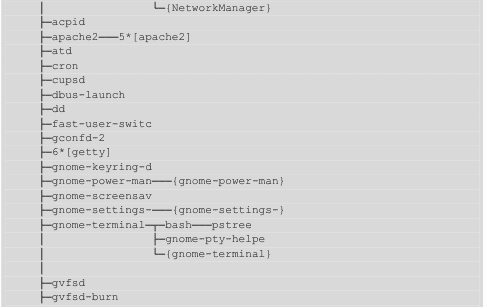 │                 └─{NetworkManager}
├─acpid
├─apache2───5*[apache2]
├─atd
├─cron
├─cupsd
├─dbus-launch
├─dd
├─fast-user-switc
├─gconfd-2
├─6*[getty]
├─gnome-keyring-d
├─gnome-power-man───{gnome-power-man}
├─gnome-screensav
├─gnome-settings-───{gnome-settings-}
├─gnome-terminal─┬─bash───pstree
│                ├─gnome-pty-helpe
│                └─{gnome-terminal}
│
├─gvfsd
├─gvfsd-burn